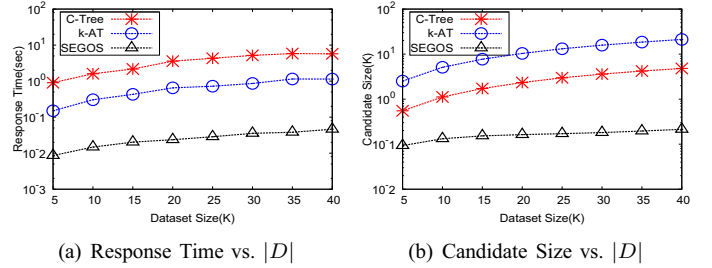 C-Tree
k-AT
SEGOS
Response Time(sec)
10^2
10^1
10^0
10^-1
10^-2
10^-3
5 10 15 20 25 30 35 40
Dataset Size(K)
(a) Response Time vs. |D|
C-Tree
k-AT
SEGOS
Candidate Size(K)
10^2
10^1
10^0
10^-1
10^-2
5 10 15 20 25 30 35 40
Dataset Size(K)
(b) Candidate Size vs. |D|